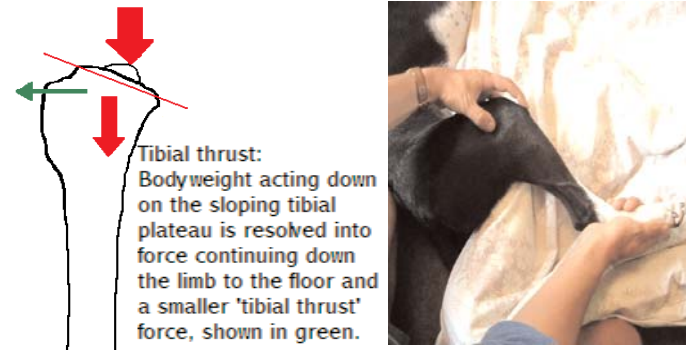 Tibial thrust:
Bodyweight acting down
on the sloping tibial
plateau is resolved into
force continuing down
the limb to the floor and
a smaller 'tibial thrust'
force, shown in green.